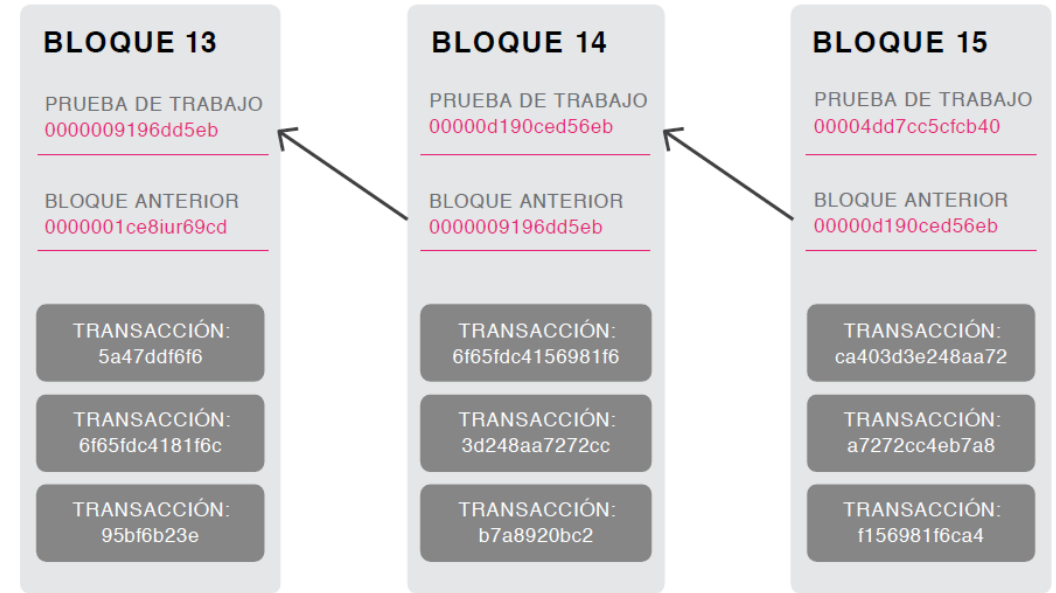 BLOQUE 13
PRUEBA DE TRABAJO
0000009196dd5eb
BLOQUE ANTERIOR
0000001ce8iur69cd
TRANSACCIÓN:
5a47ddf6f6
TRANSACCIÓN:
6f65fdc4181f6c
TRANSACCIÓN:
95bf6b23e
BLOQUE 14
PRUEBA DE TRABAJO
00000d190ced56eb
BLOQUE ANTERIOR
0000009196dd5eb
TRANSACCIÓN:
6f65fdc4156981f6
TRANSACCIÓN:
3d248aa7272cc
TRANSACCIÓN:
b7a8920bc2
BLOQUE 15
PRUEBA DE TRABAJO
00004dd7cc5cfcb40
BLOQUE ANTERIOR
00000d190ced56eb
TRANSACCIÓN:
ca403d3e248aa72
TRANSACCIÓN:
a7272cc4eb7a8
TRANSACCIÓN:
f156981f6ca4